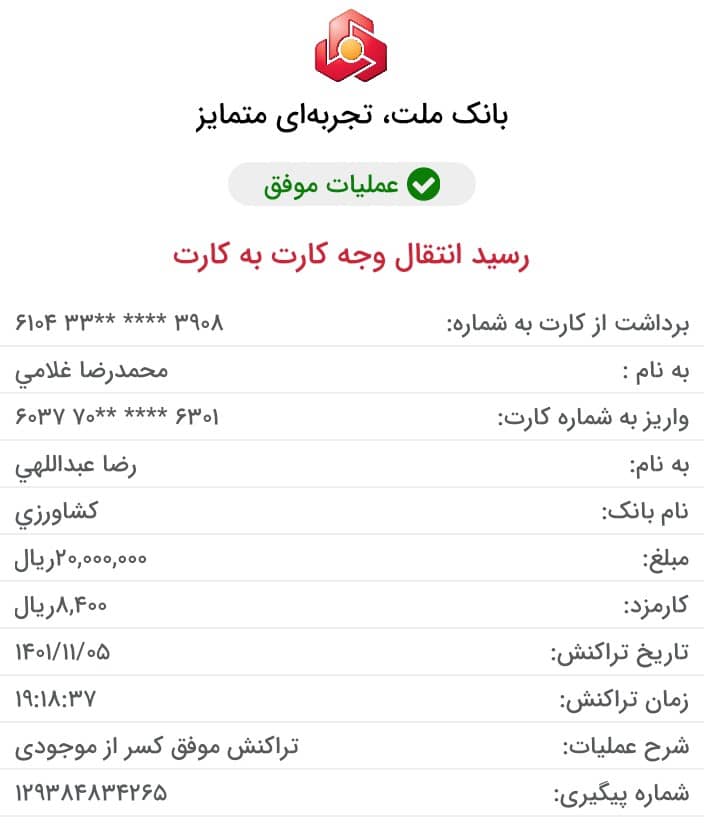 بانک ملت، تجربه‌ای متمایز
عملیات موفق
رسید انتقال وجه کارت به کارت
برداشت از کارت به شماره: ۶۱۰۴ ۳۳** **** ۳۹۰۸
به نام : محمدرضا غلامي
واریز به شماره کارت: ۶۰۳۷ ۷۰** **** ۶۳۰۱
به نام: رضا عبداللهي
نام بانک: کشاورزي
مبلغ: ۲۰,۰۰۰,۰۰۰ریال
کارمزد: ۸,۴۰۰ریال
تاریخ تراکنش: ۱۴۰۱/۱۱/۰۵
زمان تراکنش: ۱۹:۱۸:۳۷
شرح عملیات: تراکنش موفق کسر از موجودی
شماره پیگیری: ۱۲۹۳۸۴۸۳۴۲۶۵